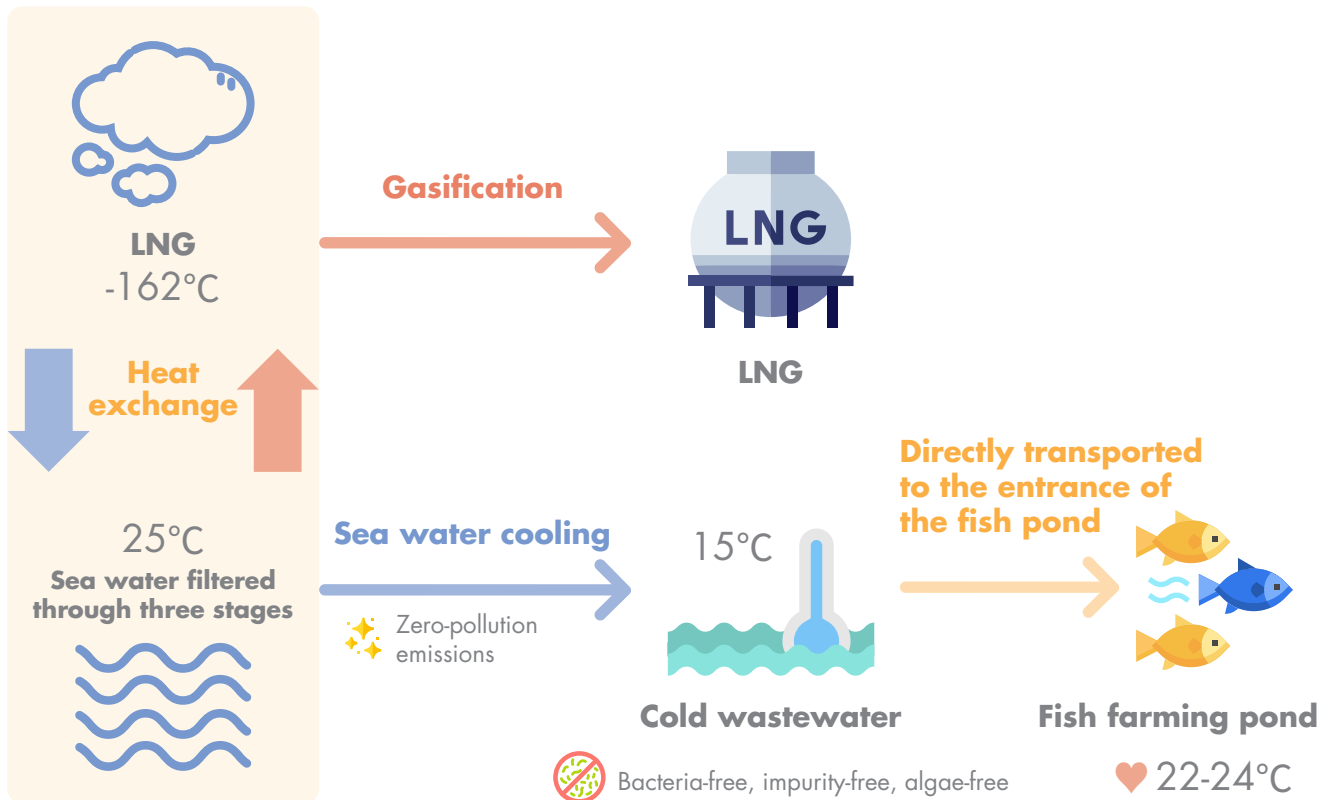 LNG
-162°C
Heat
exchange
25°C
Sea water filtered
through three stages
Gasification
LNG
LNG
Sea water cooling
Zero-pollution
emissions
15°C
Cold wastewater
Bacteria-free, impurity-free, algae-free
Directly transported
to the entrance of
the fish pond
Fish farming pond
22-24°C